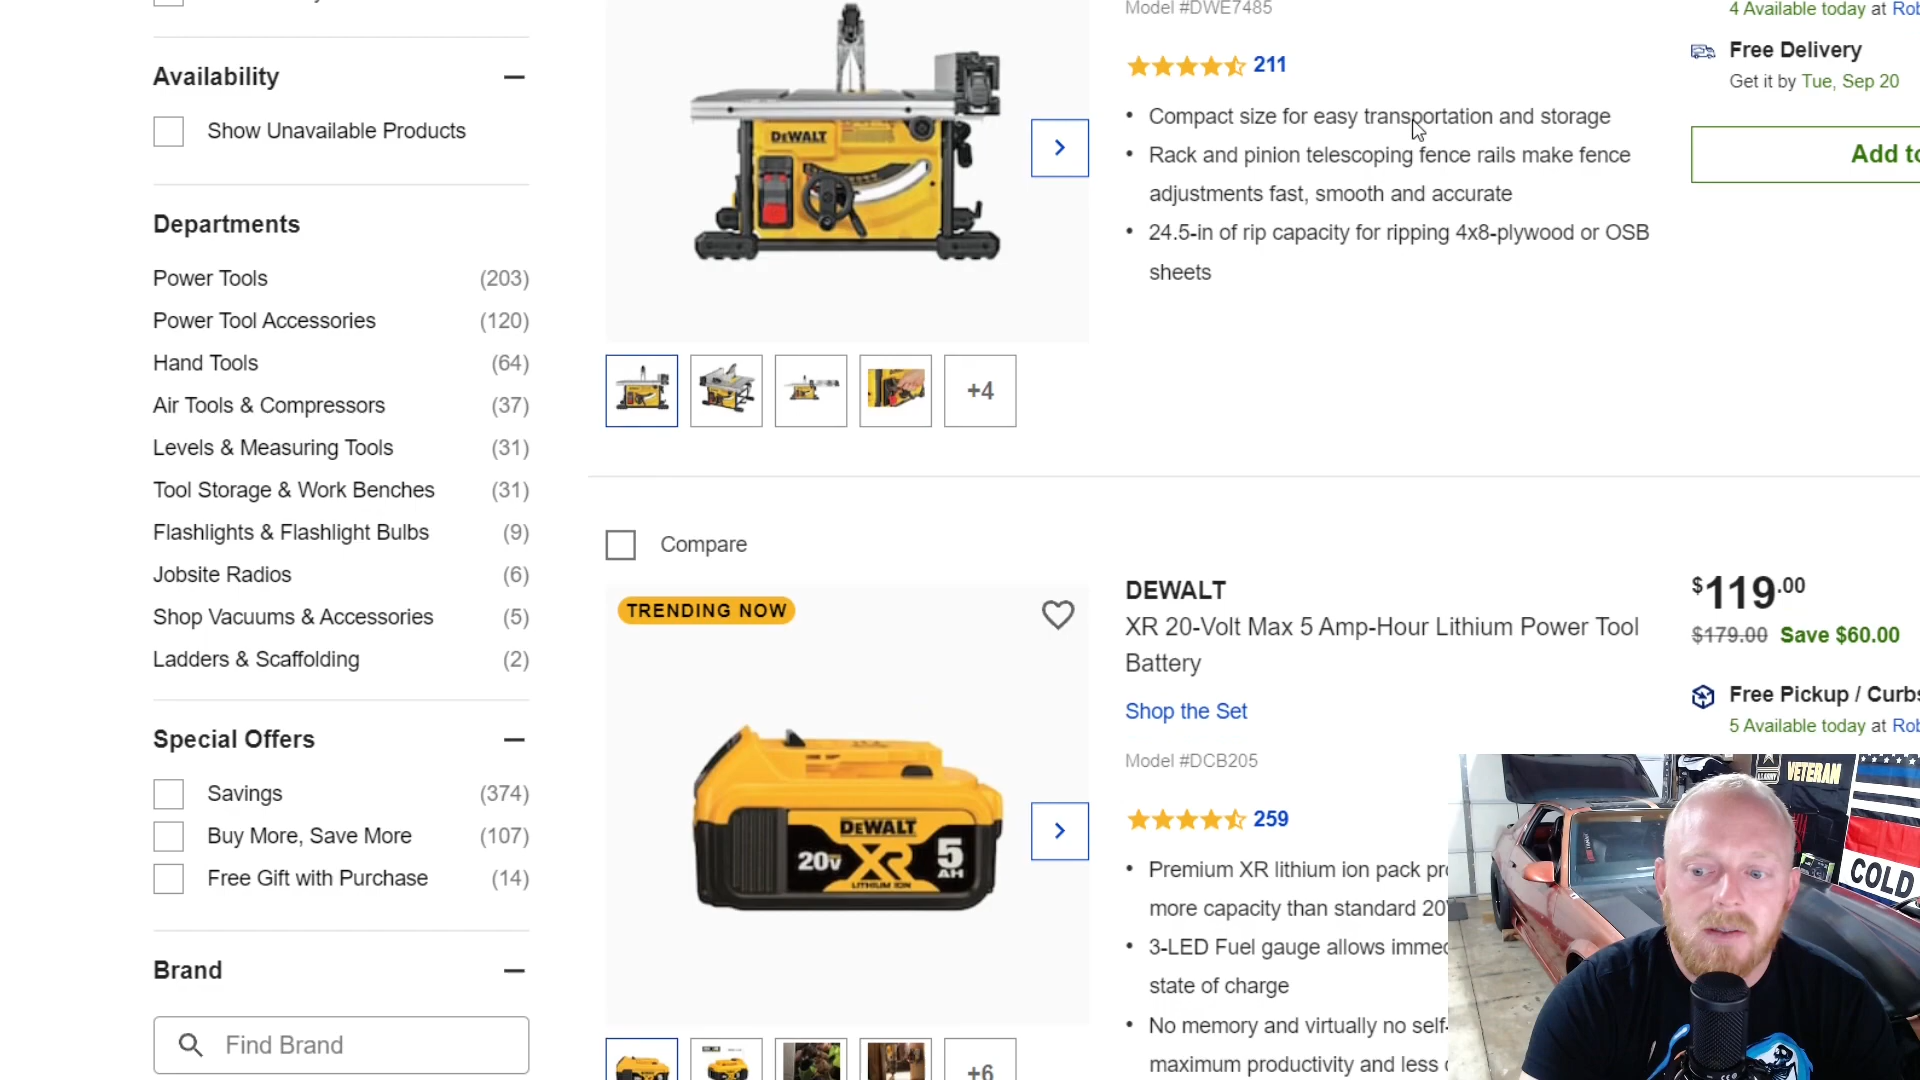 Model #DWE7485
4 Available today at Rob
Availability
Free Delivery
211
Get it by Tue, Sep 20
Show Unavailable Products
Compact size for easy transportation and storage
Add to
Rack and pinion telescoping fence rails make fence
adjustments fast, smooth and accurate
24.5-in of rip capacity for ripping 4x8-plywood or OSB
sheets
DEWALT
Departments
Power Tools (203)
Power Tool Accessories (120)
Hand Tools (64)
Air Tools & Compressors (37)
Levels & Measuring Tools (31)
Tool Storage & Work Benches (31)
Flashlights & Flashlight Bulbs (9)
Jobsite Radios (6)
Shop Vacuums & Accessories (5)
Ladders & Scaffolding (2)
+4
Compare
TRENDING NOW
DEWALT
XR 20-Volt Max 5 Amp-Hour Lithium Power Tool
Battery
Shop the Set
Model #DCB205
259
$119.00
$179.00 Save $60.00
Free Pickup / Curbs
5 Available today at Rob
Special Offers
Savings (374)
Buy More, Save More (107)
Free Gift with Purchase (14)
DEWALT
20V XR 5 AH
LITHIUM ION
Premium XR lithium ion pack pro
more capacity than standard 20
3-LED Fuel gauge allows immed
state of charge
No memory and virtually no self-
maximum productivity and less
Brand
Find Brand
+6
VETERAN
COLD